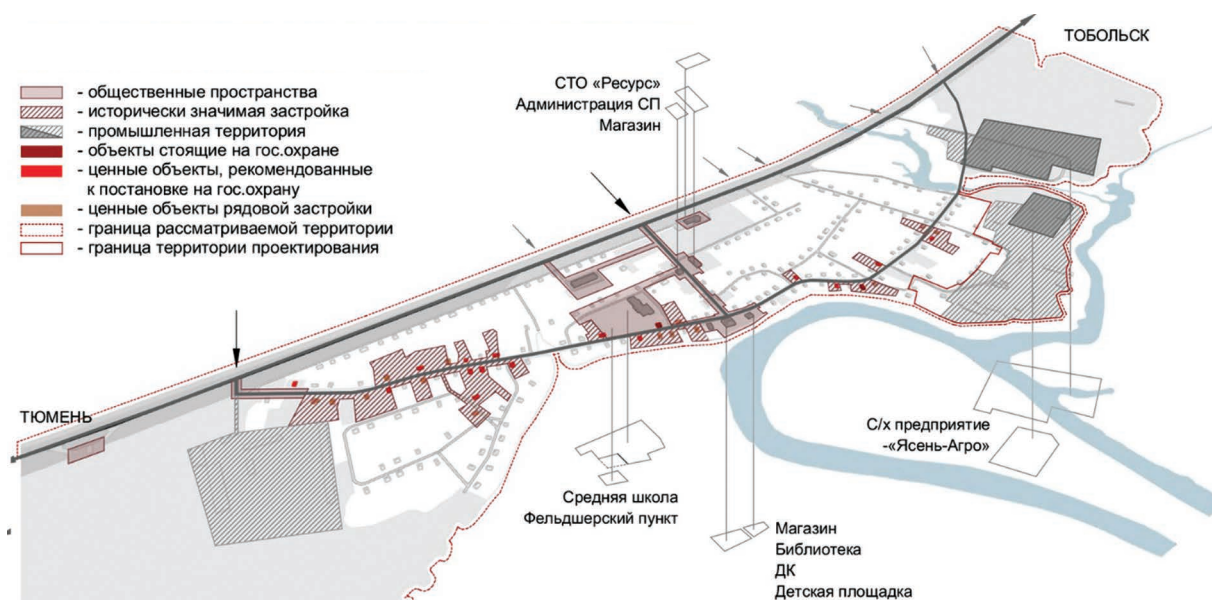 ТОБОЛЬСК
СТО «Ресурс»
Администрация СП
Магазин
- общественные пространства
- исторически значимая застройка
- промышленная территория
- объекты стоящие на гос.охране
- ценные объекты, рекомендованные
к постановке на гос.охрану
- ценные объекты рядовой застройки
- граница рассматриваемой территории
- граница территории проектирования
ТЮМЕНЬ
С/х предприятие
-«Ясень-Агро»
Средняя школа
Фельдшерский пункт
Магазин
Библиотека
ДК
Детская площадка